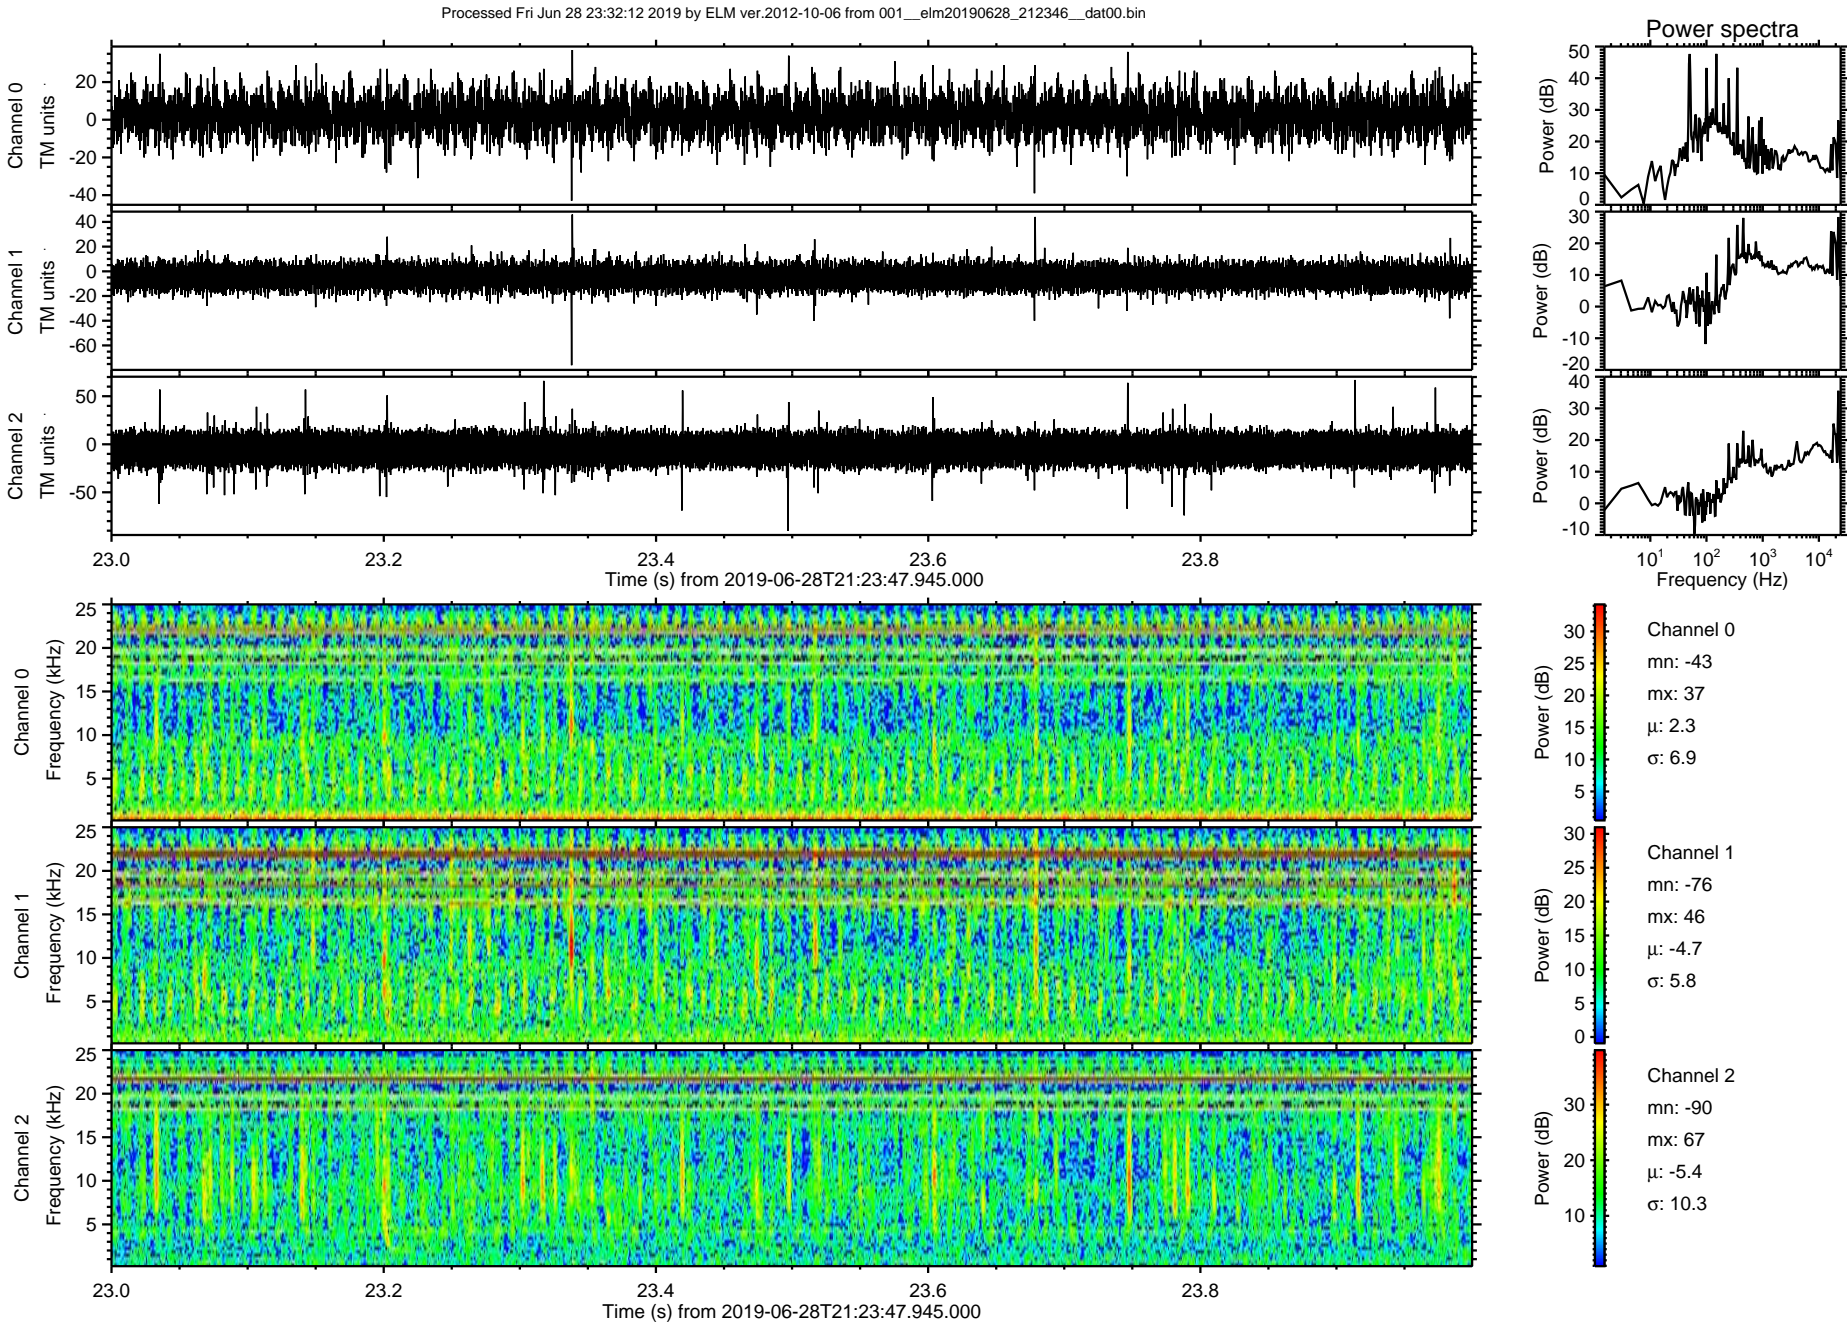 Processed Fri Jun 28 23:32:12 2019 by ELM ver.2012-10-06 from 001__elm20190628_212346__dat00.bin
Power spectra
Channel 0
TM units
20
0
-20
-40
Power (dB)
50
40
30
20
10
0
Channel 1
TM units
40
20
0
-20
-40
-60
Power (dB)
30
20
10
0
-10
-20
Channel 2
TM units
50
0
-50
Power (dB)
40
30
20
10
0
-10
23.0 23.2 23.4 23.6 23.8
Time (s) from 2019-06-28T21:23:47.945.000
10^1 10^2 10^3 10^4
Frequency (Hz)
Channel 0
Frequency (kHz)
25
20
15
10
5
Power (dB)
30
25
20
15
10
5
Channel 0
mn: -43
mx: 37
μ: 2.3
σ: 6.9
Channel 1
Frequency (kHz)
25
20
15
10
5
Power (dB)
30
25
20
15
10
5
0
Channel 1
mn: -76
mx: 46
μ: -4.7
σ: 5.8
Channel 2
Frequency (kHz)
25
20
15
10
5
Power (dB)
30
20
10
Channel 2
mn: -90
mx: 67
μ: -5.4
σ: 10.3
23.0 23.2 23.4 23.6 23.8
Time (s) from 2019-06-28T21:23:47.945.000